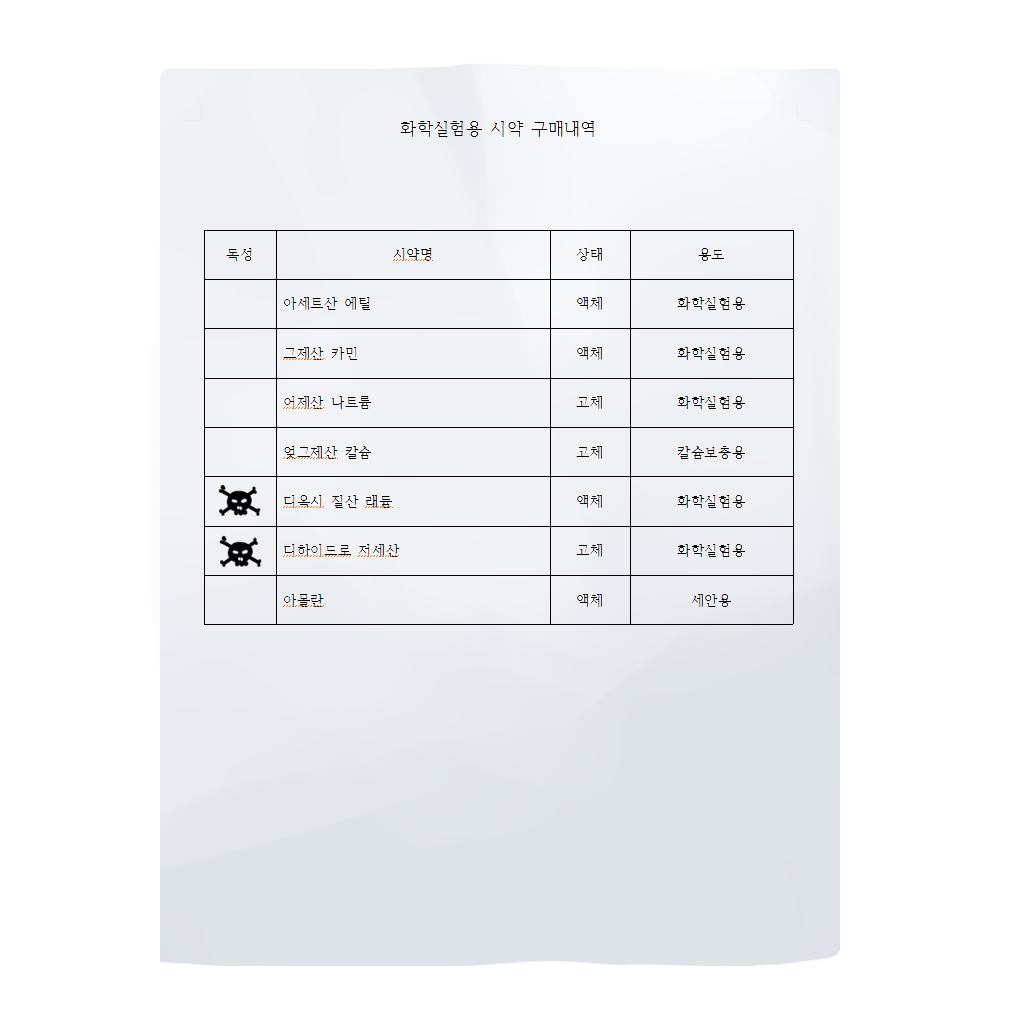 화학실험용 시약 구매내역
독성 시약명 상태 용도
아세트산 에틸 액체 화학실험용
그제산 카민 액체 화학실험용
어제산 나트륨 고체 화학실험용
엊그제산 칼슘 고체 칼슘보충용
디옥시 질산 래듐 액체 화학실험용
디하이드로 저세산 고체 화학실험용
아몰란 액체 세안용